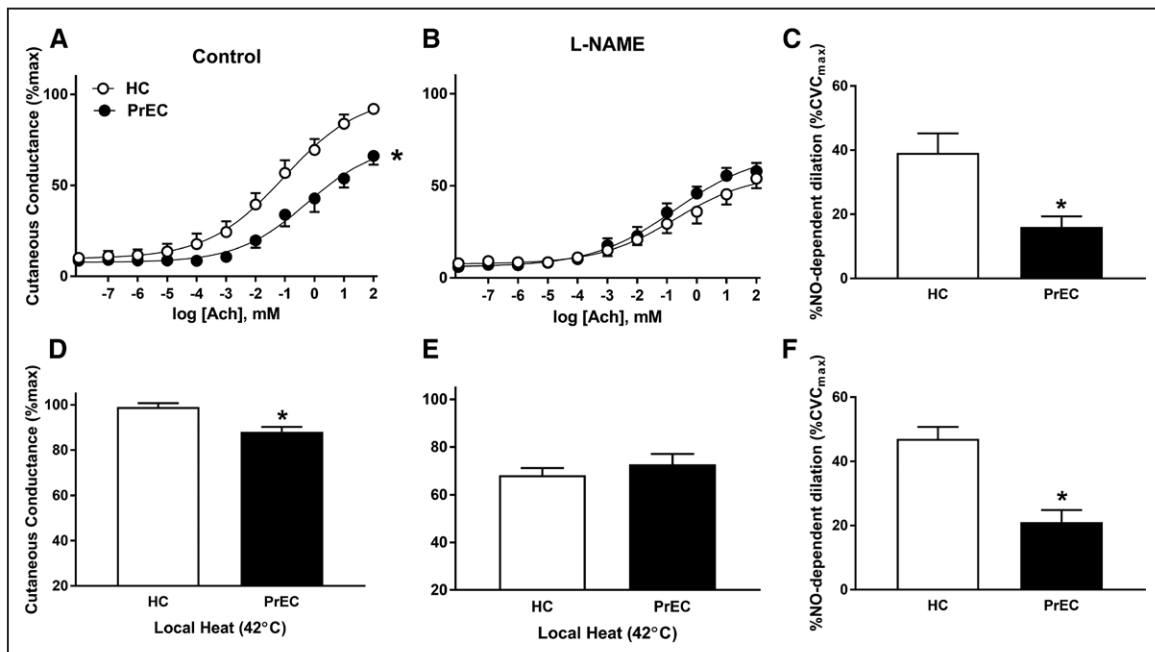 A
Control
Cutaneous Conductance (%max)
100
50
0
HC
PrEC
*
-7 -6 -5 -4 -3 -2 -1 0 1 2
log [Ach], mM
B
L-NAME
100
50
0
-7 -6 -5 -4 -3 -2 -1 0 1 2
log [Ach], mM
C
%NO-dependent dilation (%CVCmax)
60
40
20
0
*
HC PrEC
D
Cutaneous Conductance (%max)
100
80
60
40
20
*
HC PrEC
Local Heat (42°C)
E
100
80
60
40
20
HC PrEC
Local Heat (42°C)
F
%NO-dependent dilation (%CVCmax)
60
40
20
0
*
HC PrEC